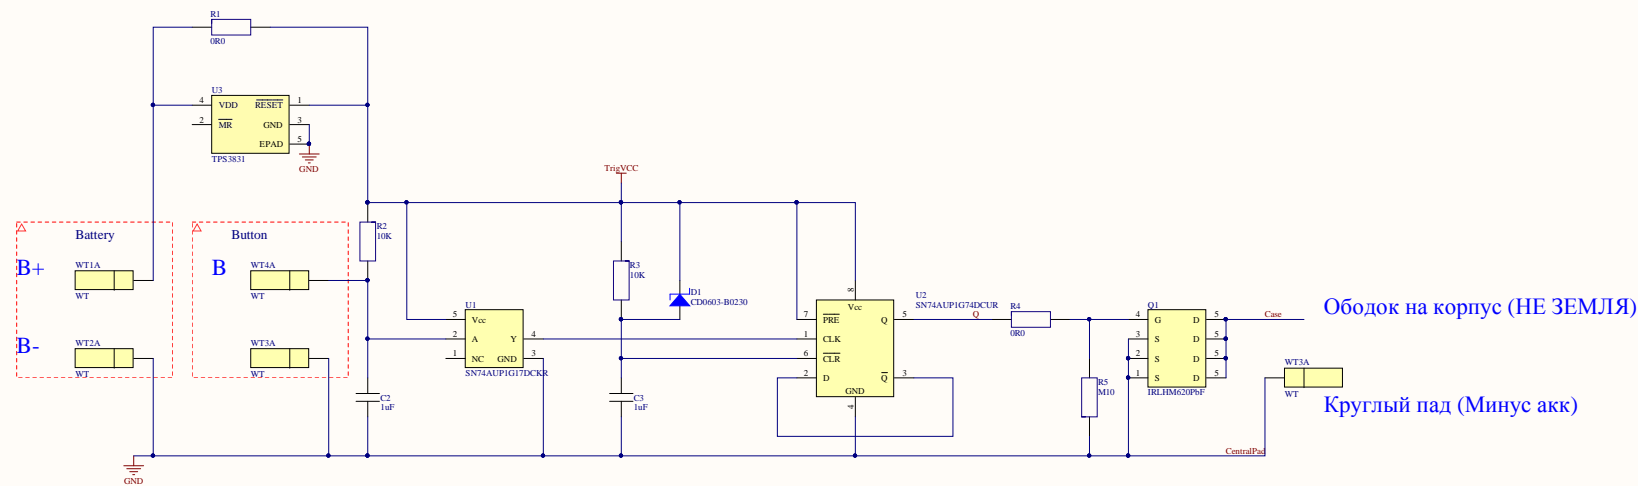 R1
0R0
U3
4 VDD RESET 1
2 MR GND 3
EPAD 5
TPS3831
GND
TrigVCC
Battery
Button
B+
WT1A
WT
B
WT4A
WT
B-
WT2A
WT
WT3A
WT
R2
10K
R3
10K
D1
CD0603-B0230
U1
5 Vcc
2 A Y 4
1 NC GND 3
SN74AUP1G17DCKR
C2
1uF
C3
1uF
U2
SN74AUP1G74DCUR
8
Vcc
7 PRE Q 5
1 CLK
6 CLR
2 D Q 3
GND
4
Q
R4
0R0
R5
M10
Q1
4 G D 5
3 S D 5
2 S D 5
1 S D 5
IRLHM620PbF
Case
Ободок на корпус (НЕ ЗЕМЛЯ)
WT3A
WT
Круглый пад (Минус акк)
CentralPad
GND